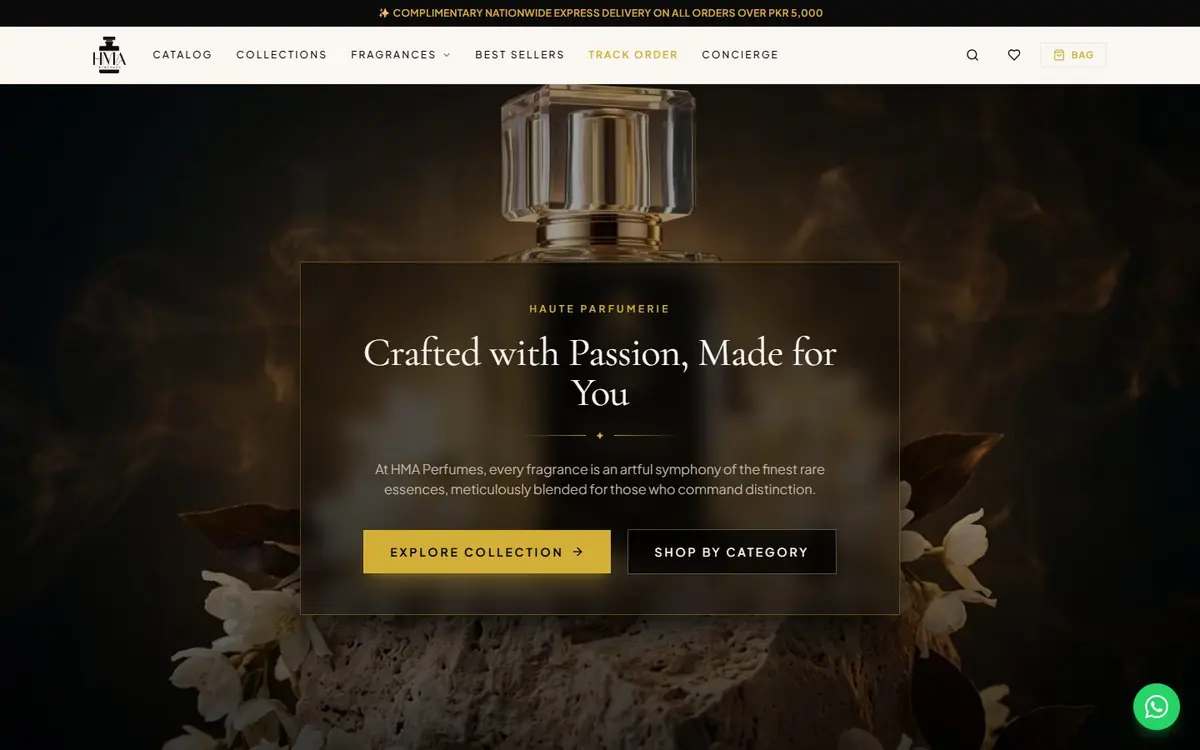 ✨ COMPLIMENTARY NATIONWIDE EXPRESS DELIVERY ON ALL ORDERS OVER PKR 5,000
HMA
CATALOG
COLLECTIONS
FRAGRANCES
BEST SELLERS
TRACK ORDER
CONCIERGE
BAG
HAUTE PARFUMERIE
Crafted with Passion, Made for
You
At HMA Perfumes, every fragrance is an artful symphony of the finest rare
essences, meticulously blended for those who command distinction.
EXPLORE COLLECTION →
SHOP BY CATEGORY